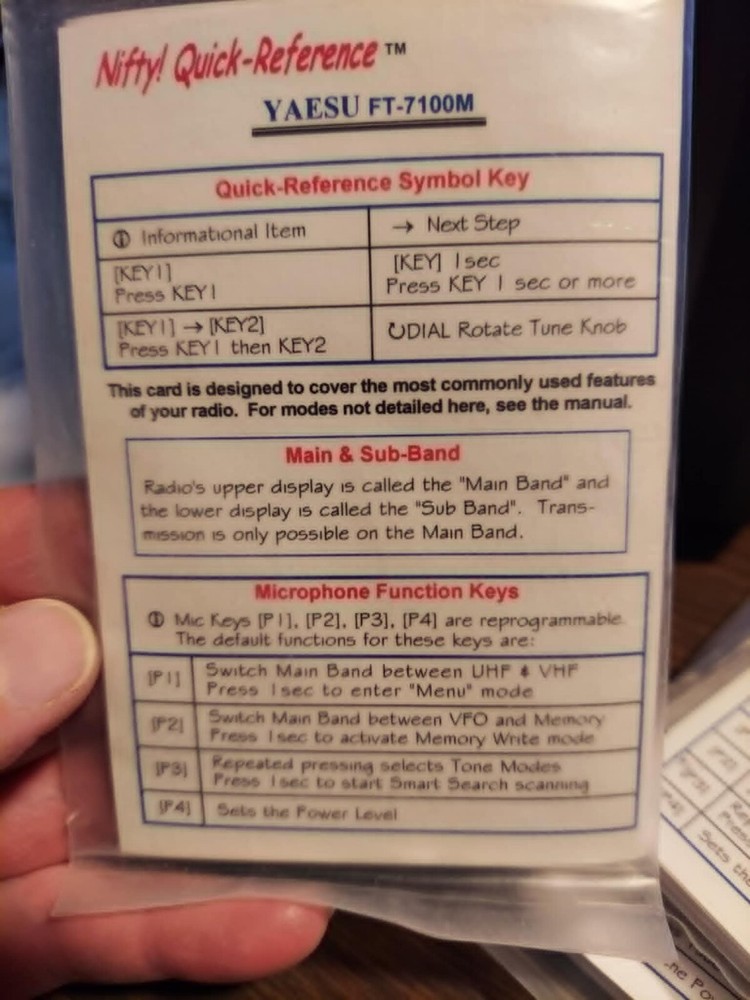 Nifty! Quick-Reference™
YAESU FT-7100M
Quick-Reference Symbol Key
ⓘ Informational Item
→ Next Step
[KEY1]
Press KEY1
[KEY] 1sec
Press KEY 1 sec or more
[KEY1] → [KEY2]
Press KEY1 then KEY2
↻DIAL Rotate Tune Knob
This card is designed to cover the most commonly used features
of your radio. For modes not detailed here, see the manual.
Main & Sub-Band
Radio's upper display is called the "Main Band" and
the lower display is called the "Sub Band". Trans-
mission is only possible on the Main Band.
Microphone Function Keys
ⓘ Mic Keys [P1], [P2], [P3], [P4] are reprogrammable.
The default functions for these keys are:
[P1] Switch Main Band between UHF & VHF
Press 1sec to enter "Menu" mode
[P2] Switch Main Band between VFO and Memory
Press 1sec to activate Memory Write mode
[P3] Repeated pressing selects Tone Modes
Press 1sec to start Smart Search scanning
[P4] Sets the Power Level
Sets the